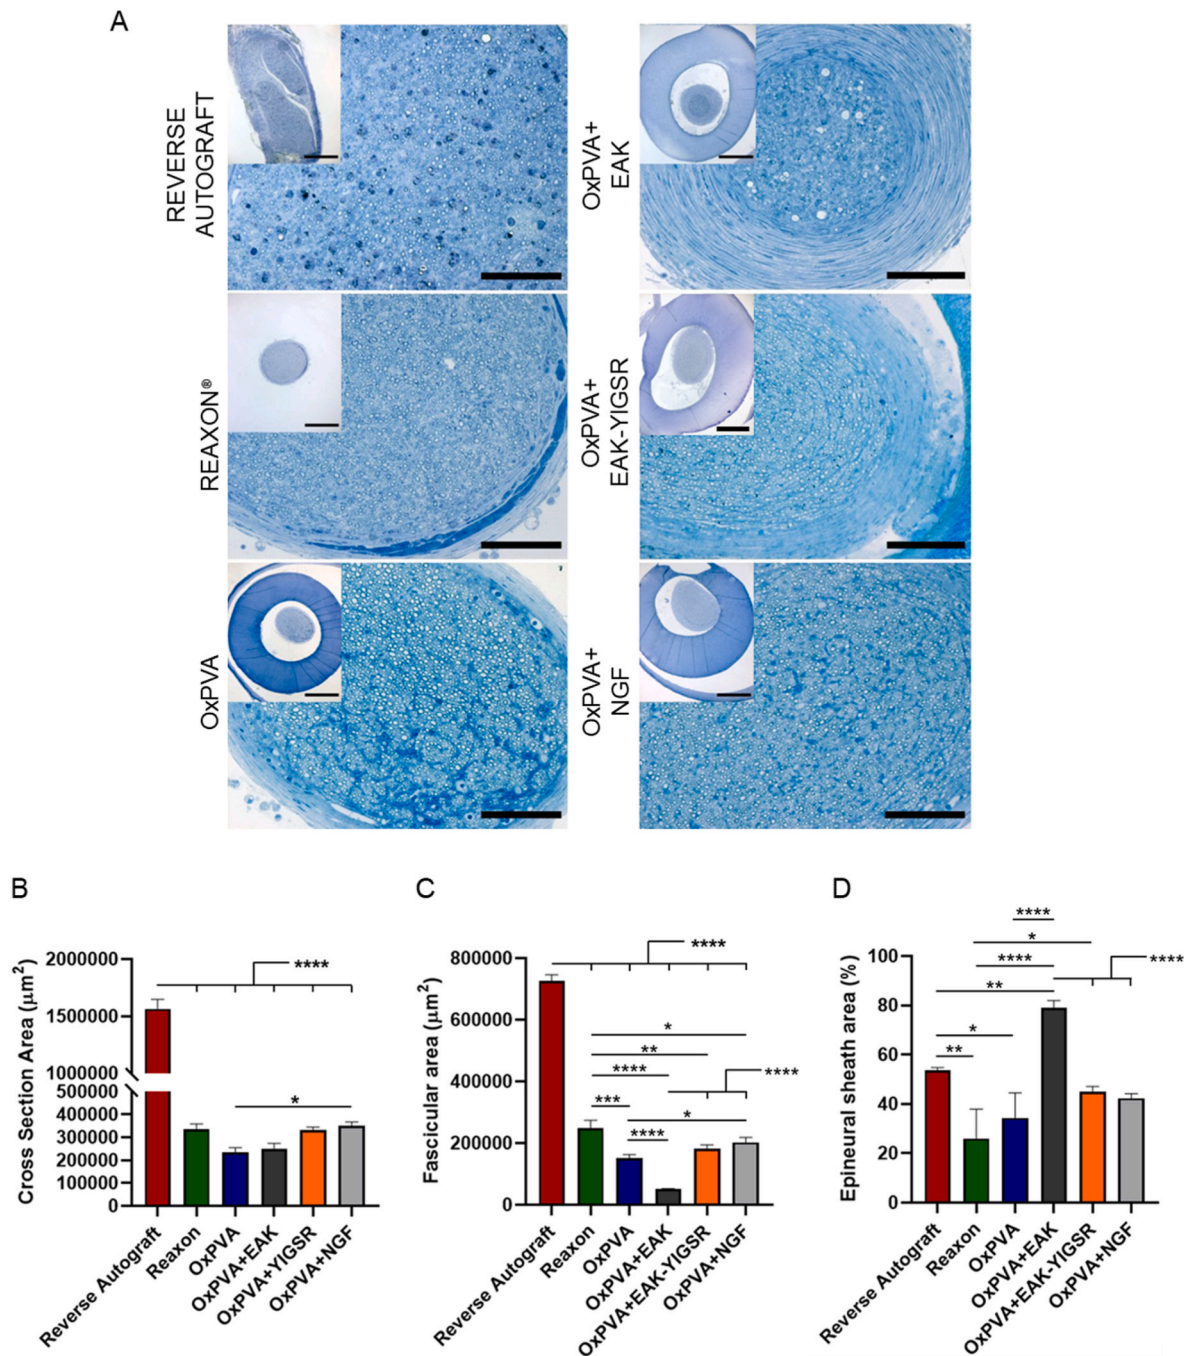 A
REVERSE
AUTOGRAFT
OxPVA+
EAK
REAXON®
OxPVA+
EAK-YIGSR
OxPVA
OxPVA+
NGF
B
Cross Section Area (μm²)
2000000
1500000
1000000
500000
400000
300000
200000
100000
0
****
*
Reverse Autograft
Reaxon
OxPVA
OxPVA+EAK
OxPVA+YIGSR
OxPVA+NGF
C
Fascicular area (μm²)
800000
600000
400000
200000
0
****
*
**
****
****
***
*
****
Reverse Autograft
Reaxon
OxPVA
OxPVA+EAK
OxPVA+EAK-YIGSR
OxPVA+NGF
D
Epineural sheath area (%)
100
80
60
40
20
0
****
*
****
****
**
*
**
Reverse Autograft
Reaxon
OxPVA
OxPVA+EAK
OxPVA+EAK-YIGSR
OxPVA+NGF